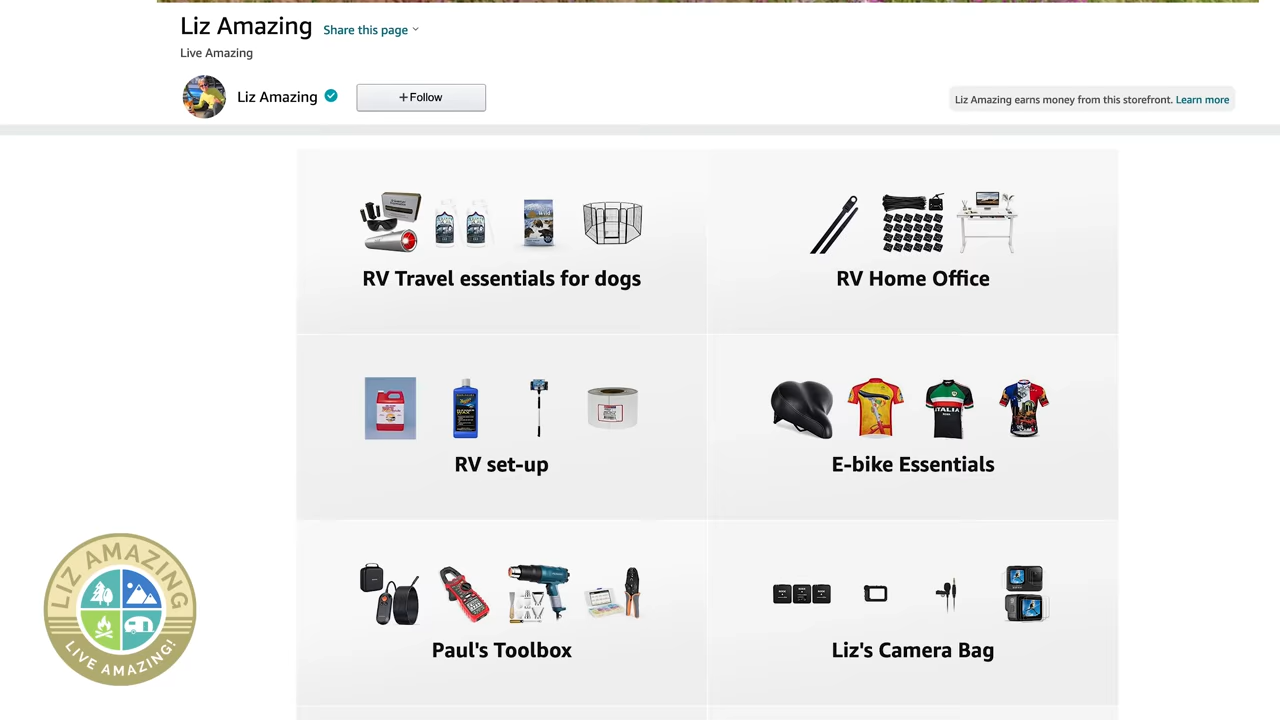 Liz Amazing
Share this page
Live Amazing
Liz Amazing
+Follow
Liz Amazing earns money from this storefront. Learn more
RV Travel essentials for dogs
RV Home Office
RV set-up
E-bike Essentials
ITALIA
Paul's Toolbox
Liz's Camera Bag
LIZ AMAZING
LIVE AMAZING!